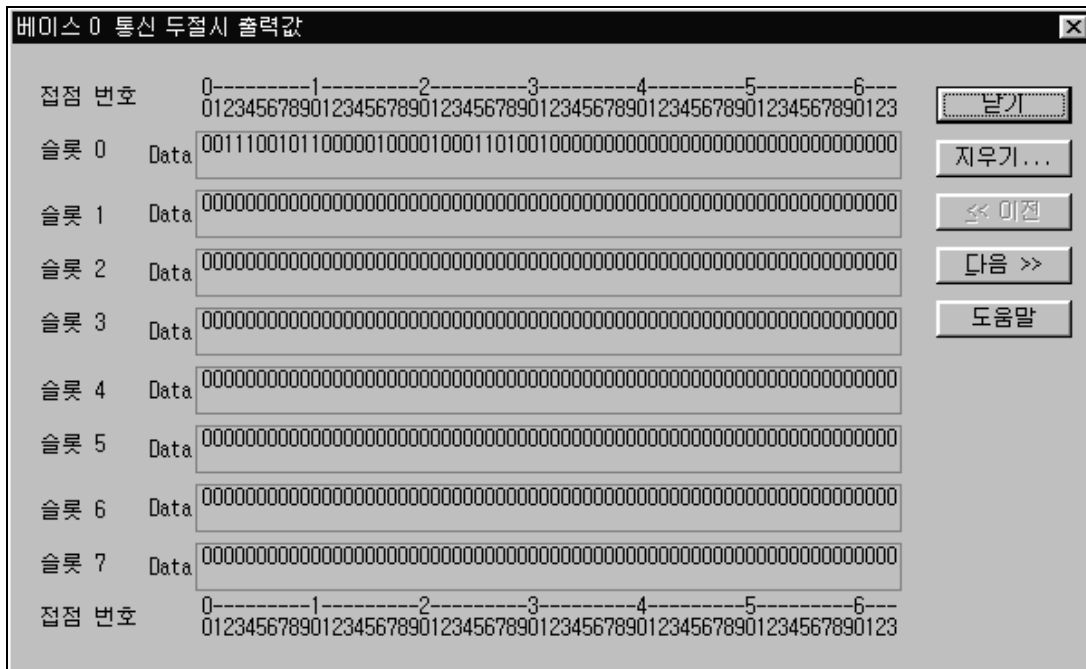 베이스 0 통신 두절시 출력값
접점 번호
0---------1---------2---------3---------4---------5---------6---
0123456789012345678901234567890123456789012345678901234567890123
닫기
슬롯 0 Data 0011100101100000100001000110100100000000000000000000000000000000
지우기...
슬롯 1 Data 0000000000000000000000000000000000000000000000000000000000000000
<< 이전
슬롯 2 Data 0000000000000000000000000000000000000000000000000000000000000000
다음 >>
슬롯 3 Data 0000000000000000000000000000000000000000000000000000000000000000
도움말
슬롯 4 Data 0000000000000000000000000000000000000000000000000000000000000000
슬롯 5 Data 0000000000000000000000000000000000000000000000000000000000000000
슬롯 6 Data 0000000000000000000000000000000000000000000000000000000000000000
슬롯 7 Data 0000000000000000000000000000000000000000000000000000000000000000
접점 번호
0---------1---------2---------3---------4---------5---------6---
0123456789012345678901234567890123456789012345678901234567890123